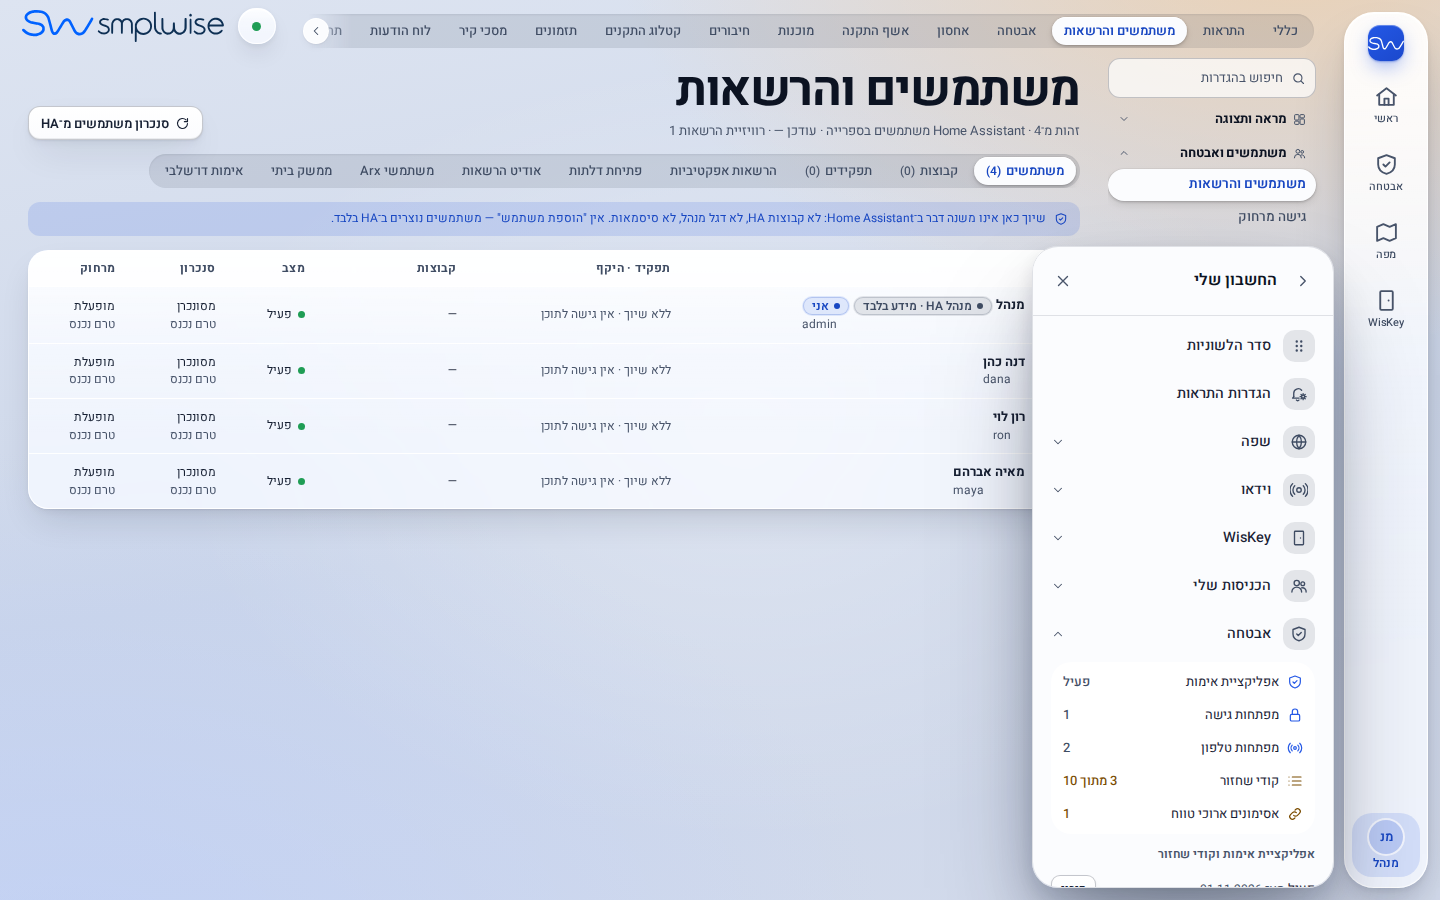 SW
ראשי
אבטחה
מפה
WisKey
מנ
מנהל
כללי
התראות
משתמשים והרשאות
אבטחה
אחסון
אשף התקנה
מוכנות
חיבורים
קטלוג התקנים
תזמונים
מסכי קיר
לוח הודעות
SW smplwise
חיפוש בהגדרות
מראה ותצוגה
משתמשים ואבטחה
משתמשים והרשאות
גישה מרחוק
משתמשים והרשאות
זהות מ־Home Assistant · 4 משתמשים בספרייה · עודכן — · רוויזיית הרשאות 1
סנכרון משתמשים מ־HA
משתמשים (4)
קבוצות (0)
תפקידים (0)
הרשאות אפקטיביות
פתיחת דלתות
אודיט הרשאות
משתמשי Arx
ממשק ביתי
אימות דו־שלבי
שיוך כאן אינו משנה דבר ב־Home Assistant: לא קבוצות HA, לא דגל מנהל, לא סיסמאות. אין "הוספת משתמש" — משתמשים נוצרים ב־HA בלבד.
תפקיד · היקף
קבוצות
מצב
סנכרון
מרחוק
מנהל
מנהל HA · מידע בלבד
אני
admin
ללא שיוך · אין גישה לתוכן
—
פעיל
מסונכרן
טרם נכנס
מופעלת
טרם נכנס
דנה כהן
dana
ללא שיוך · אין גישה לתוכן
—
פעיל
מסונכרן
טרם נכנס
מופעלת
טרם נכנס
רון לוי
ron
ללא שיוך · אין גישה לתוכן
—
פעיל
מסונכרן
טרם נכנס
מופעלת
טרם נכנס
מאיה אברהם
maya
ללא שיוך · אין גישה לתוכן
—
פעיל
מסונכרן
טרם נכנס
מופעלת
טרם נכנס
החשבון שלי
סדר הלשוניות
הגדרות התראות
שפה
וידאו
WisKey
הכניסות שלי
אבטחה
אפליקציית אימות
פעיל
מפתחות גישה
1
מפתחות טלפון
2
קודי שחזור
3 מתוך 10
אסימונים ארוכי טווח
1
אפליקציית אימות וקודי שחזור